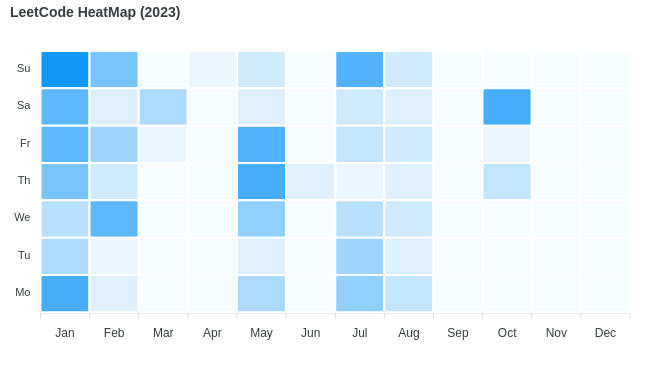 LeetCode HeatMap (2023)
Su
Sa
Fr
Th
We
Tu
Mo
Jan Feb Mar Apr May Jun Jul Aug Sep Oct Nov Dec